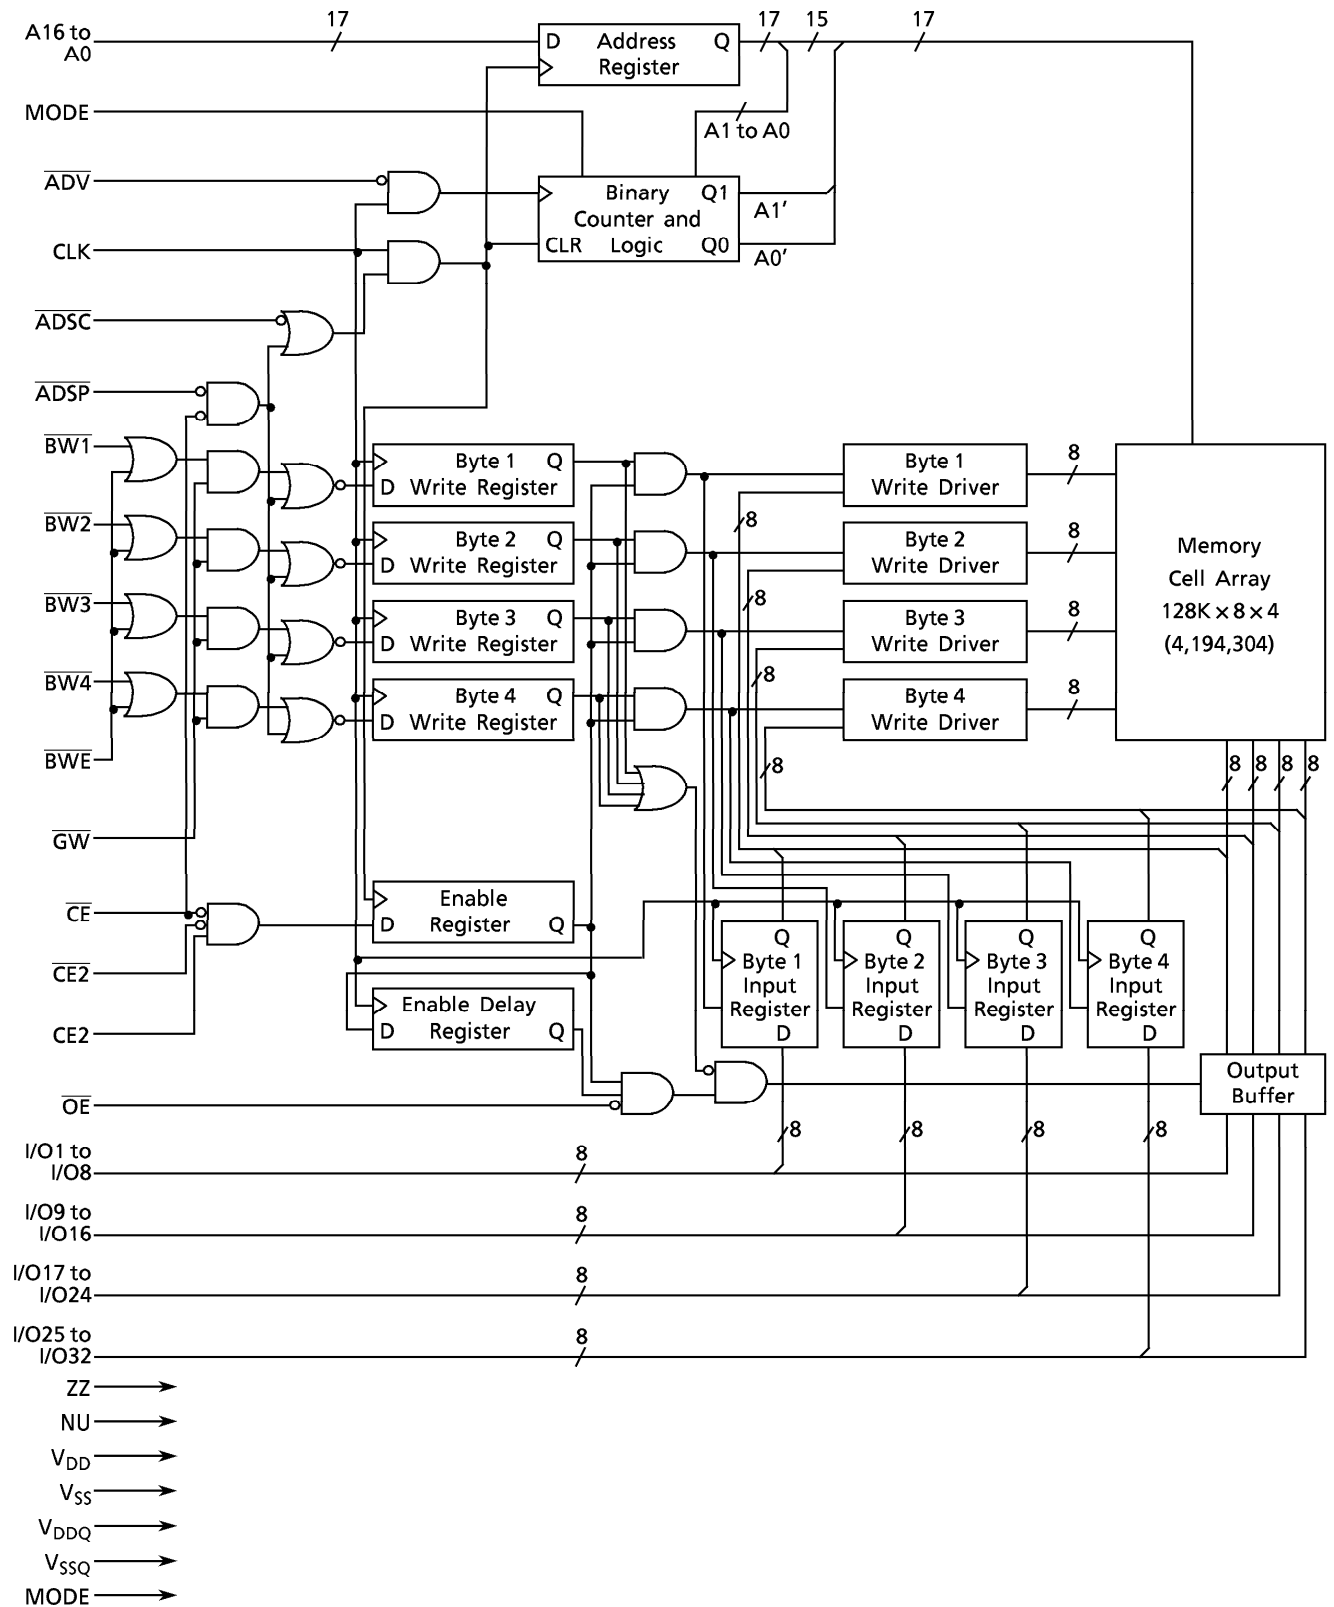 A16 to
A0
17
D Address Q
Register
17
15
17
MODE
A1 to A0
ADV
Binary Q1
Counter and
CLR Logic Q0
A1’
A0’
CLK
ADSC
ADSP
BW1
Byte 1 Q
D Write Register
Byte 1
Write Driver
8
8
BW2
Byte 2 Q
D Write Register
Byte 2
Write Driver
8
8
BW3
Byte 3 Q
D Write Register
Byte 3
Write Driver
8
8
BW4
Byte 4 Q
D Write Register
Byte 4
Write Driver
8
8
Memory
Cell Array
128K × 8 × 4
(4,194,304)
8 8 8 8
BWE
GW
CE
Enable
D Register Q
CE2
Enable Delay
D Register Q
CE2
Q
Byte 1
Input
Register
D
Q
Byte 2
Input
Register
D
Q
Byte 3
Input
Register
D
Q
Byte 4
Input
Register
D
Output
Buffer
OE
8 8 8 8
I/O1 to
I/O8
8
I/O9 to
I/O16
8
I/O17 to
I/O24
8
I/O25 to
I/O32
8
ZZ
NU
VDD
VSS
VDDQ
VSSQ
MODE